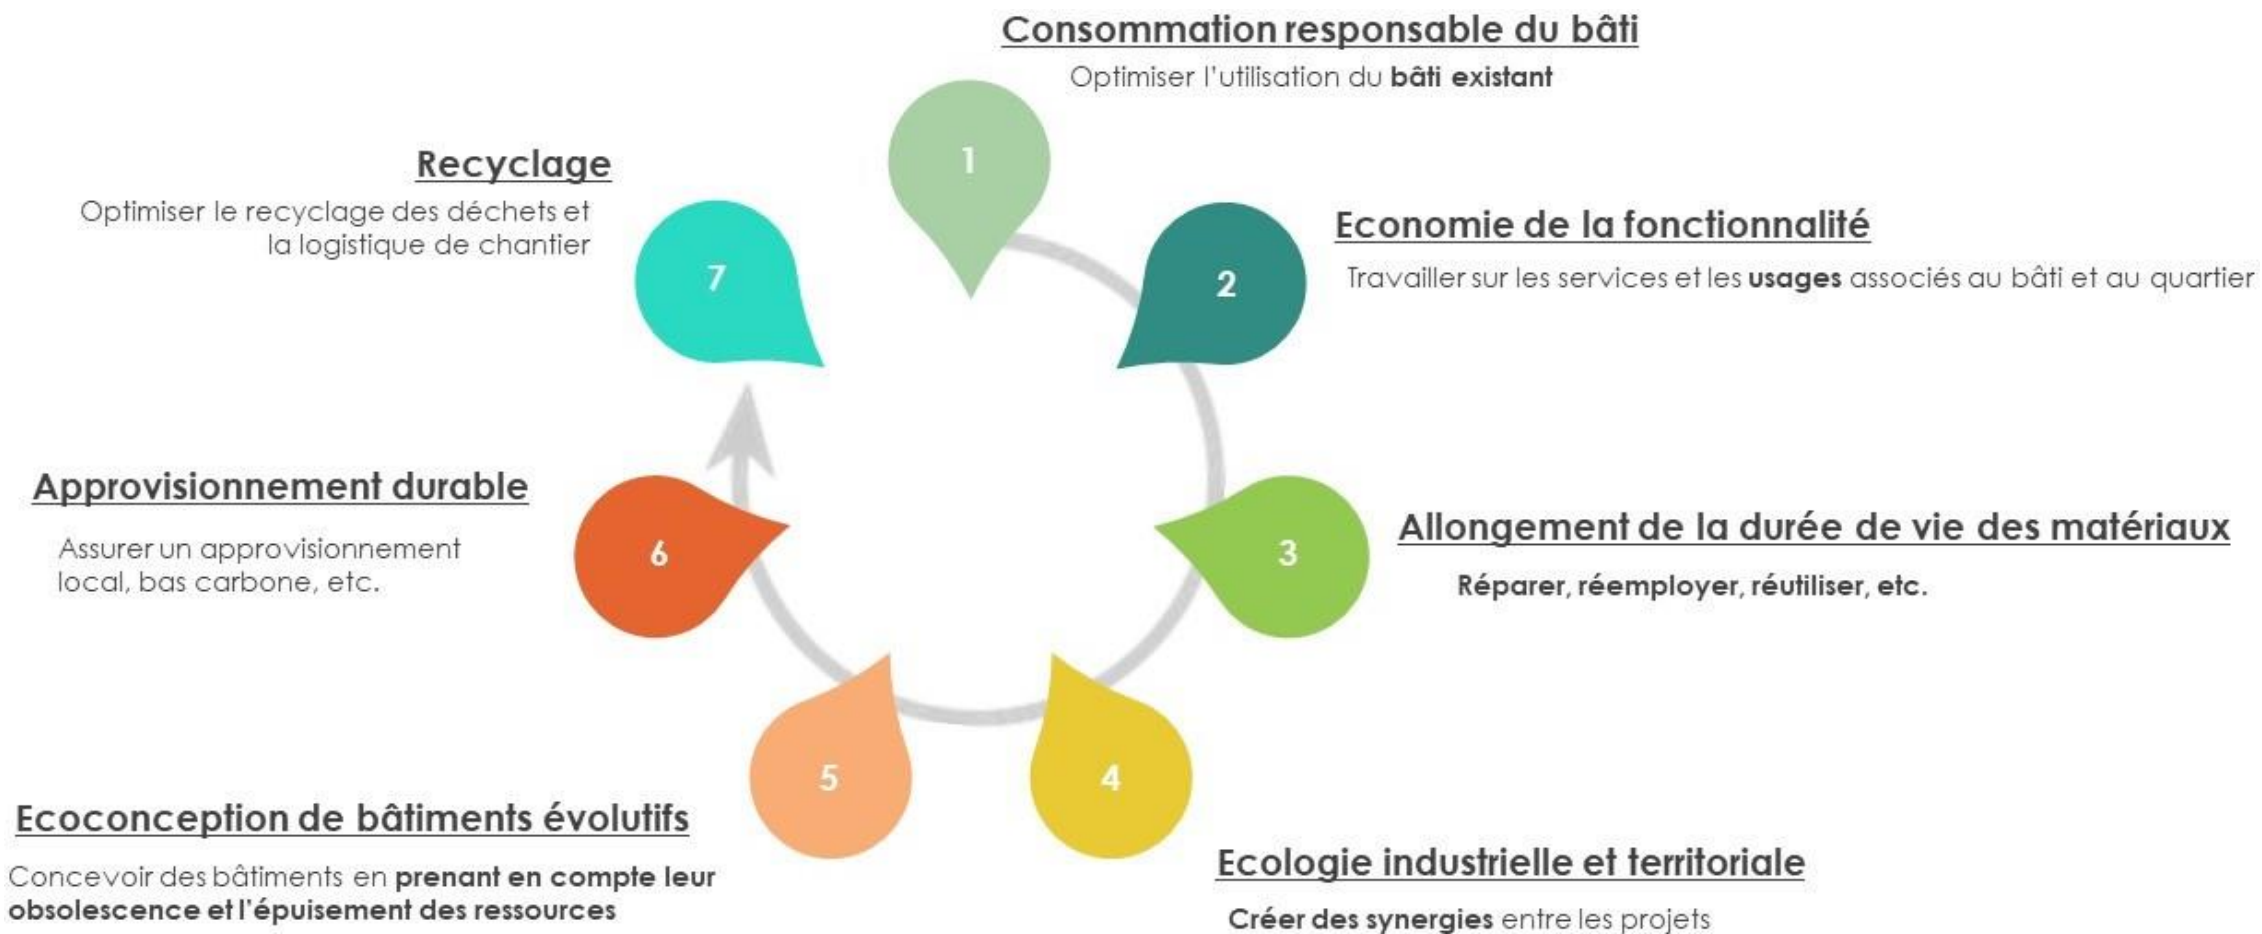 Consommation responsable du bâti
Optimiser l'utilisation du bâti existant
1
Economie de la fonctionnalité
Travailler sur les services et les usages associés au bâti et au quartier
2
Allongement de la durée de vie des matériaux
Réparer, réemployer, réutiliser, etc.
3
Ecologie industrielle et territoriale
Créer des synergies entre les projets
4
Ecoconception de bâtiments évolutifs
Concevoir des bâtiments en prenant en compte leur
obsolescence et l'épuisement des ressources
5
Approvisionnement durable
Assurer un approvisionnement
local, bas carbone, etc.
6
Recyclage
Optimiser le recyclage des déchets et
la logistique de chantier
7